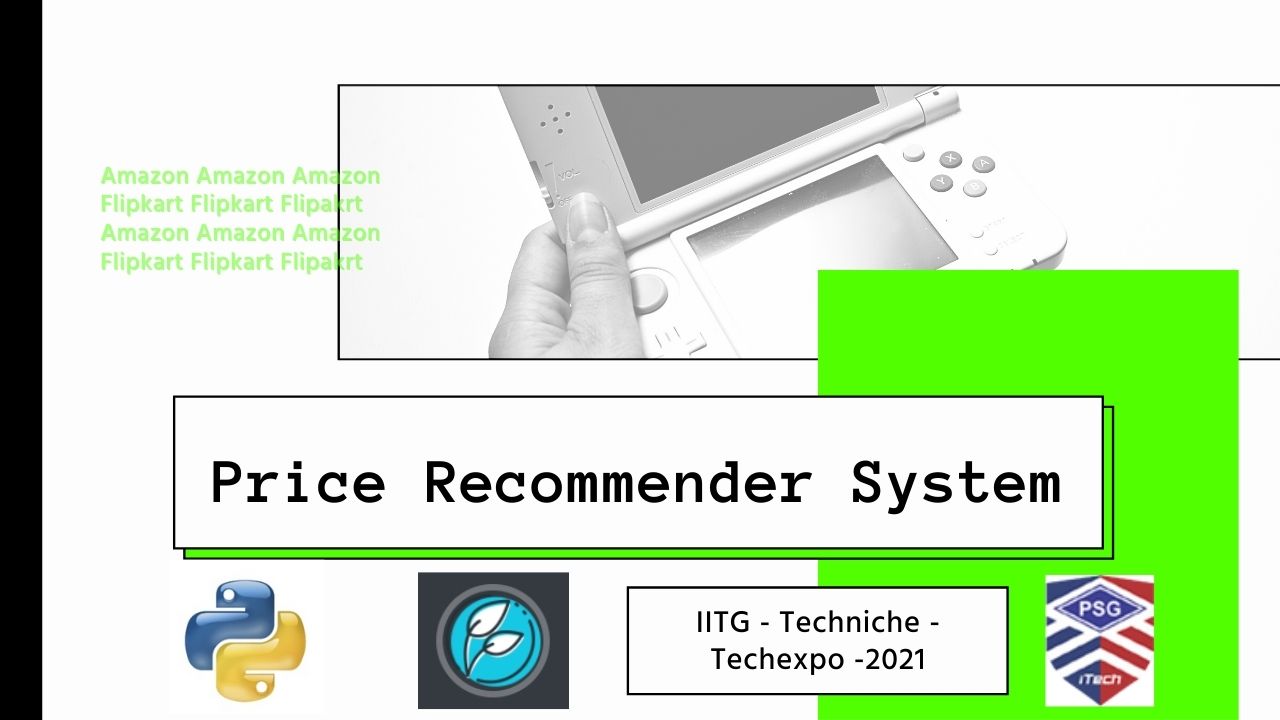 Amazon Amazon Amazon
Flipkart Flipkart Flipakrt
Amazon Amazon Amazon
Flipkart Flipkart Flipakrt
VOL
X
A
Y
B
Price Recommender System
IITG - Techniche -
Techexpo -2021
PSG
iTech